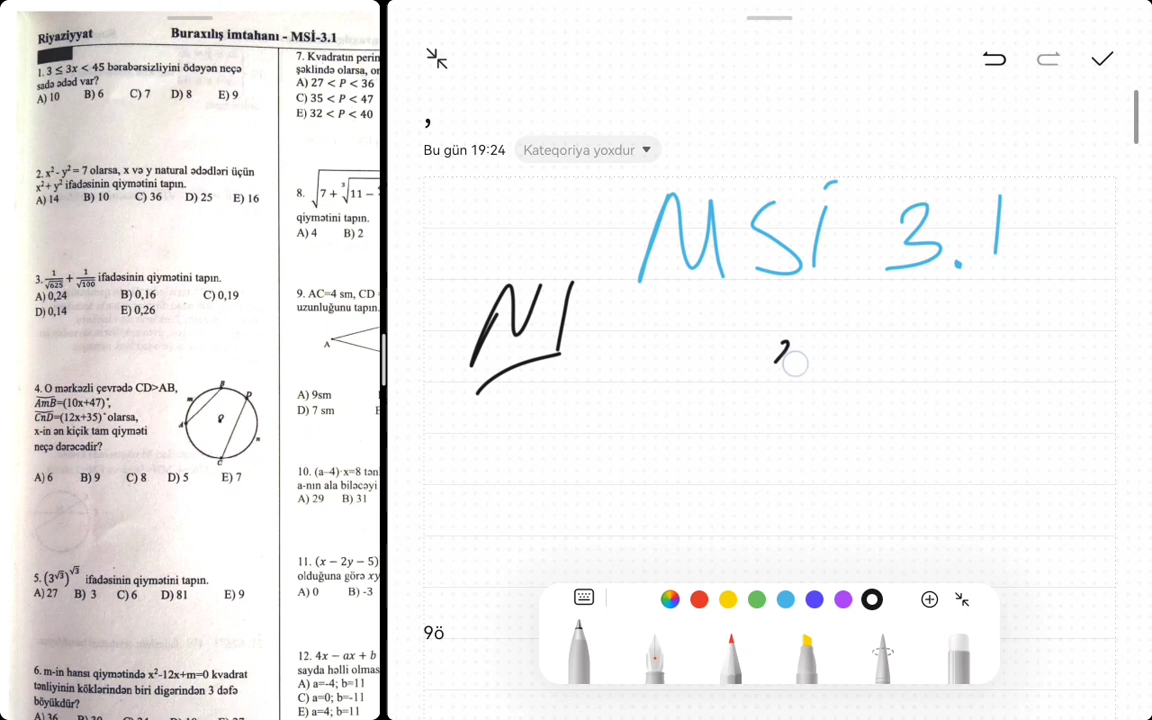 Riyaziyyat
Buraxılış imtahanı - MSİ-3.1
1. 3 ≤ 3x < 45 bərabərsizliyini ödəyən neçə
sadə ədəd var?
A) 10 B) 6 C) 7 D) 8 E) 9
2. x² - y² = 7 olarsa, x və y natural ədədləri üçün
x² + y² ifadəsinin qiymətini tapın.
A) 14 B) 10 C) 36 D) 25 E) 16
3. 1/√625 + 1/√100 ifadəsinin qiymətini tapın.
A) 0,24 B) 0,16 C) 0,19
D) 0,14 E) 0,26
4. O mərkəzli çevrədə CD>AB,
AmB=(10x+47)°,
CnD=(12x+35)° olarsa,
x-in ən kiçik tam qiyməti
neçə dərəcədir?
A) 6 B) 9 C) 8 D) 5 E) 7
5. (3^√3)^√3 ifadəsinin qiymətini tapın.
A) 27 B) 3 C) 6 D) 81 E) 9
6. m-in hansı qiymətində x²-12x+m=0 kvadrat
tənliyinin köklərindən biri digərindən 3 dəfə
böyükdür?
7. Kvadratın perin
şəklində olarsa, or
A) 27 < P < 36
C) 35 < P < 47
E) 32 < P < 40
8. √7 + ³√11 −
qiymətini tapın.
A) 4 B) 2
9. AC=4 sm, CD
uzunluğunu tapın.
A
A) 9sm
D) 7 sm
10. (a−4)·x=8 tən
a-nın ala biləcəyi
A) 29 B) 31
11. (x − 2y − 5)
olduğuna görə xy
A) 0 B) -3
12. 4x − ax + b
sayda həlli olmas
A) a=-4; b=11
C) a=0; b=-11
E) a=4; b=11
,
Bu gün 19:24 Kateqoriya yoxdur
MSİ 3.1
N1
9ö